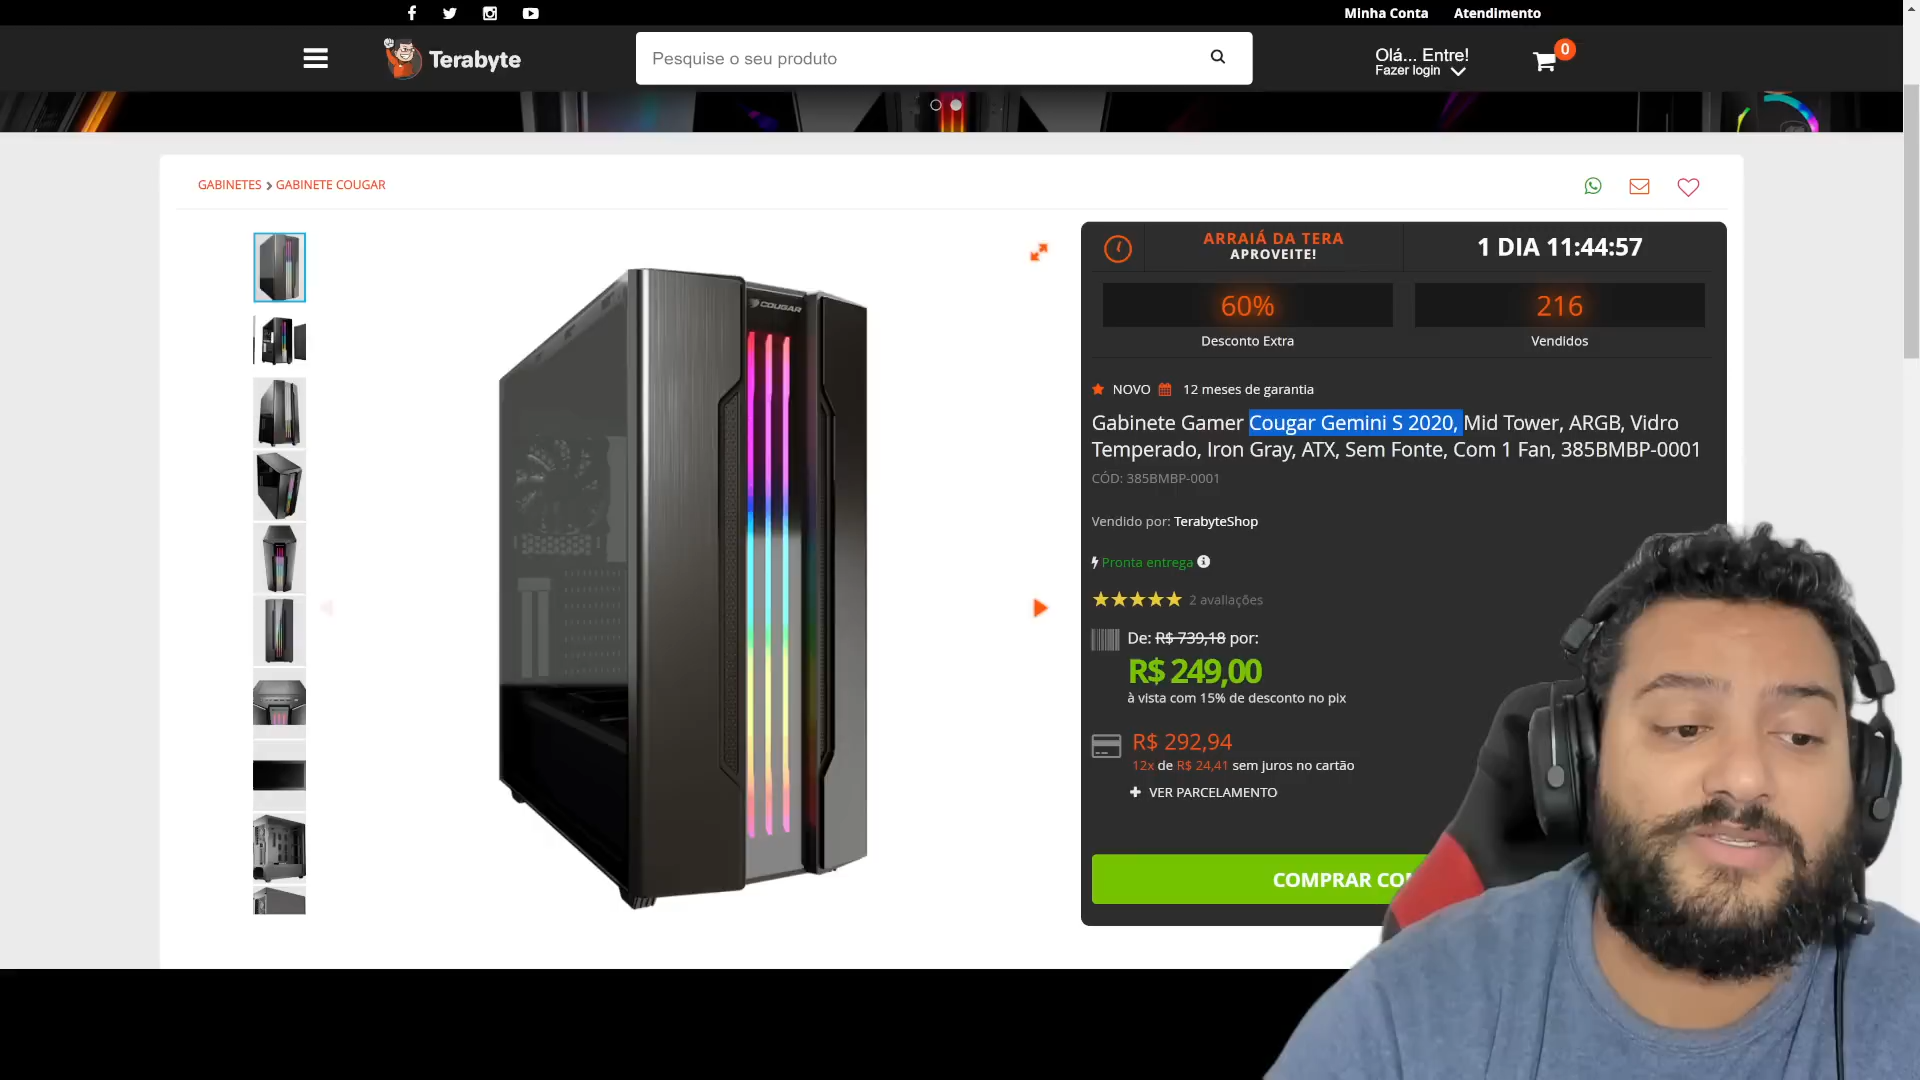 Minha Conta Atendimento
Terabyte
Pesquise o seu produto
Olá... Entre!
Fazer login
0
GABINETES > GABINETE COUGAR
COUGAR
ARRAIÁ DA TERA
APROVEITE!
1 DIA 11:44:57
60%
Desconto Extra
216
Vendidos
NOVO 12 meses de garantia
Gabinete Gamer Cougar Gemini S 2020, Mid Tower, ARGB, Vidro
Temperado, Iron Gray, ATX, Sem Fonte, Com 1 Fan, 385BMBP-0001
CÓD: 385BMBP-0001
Vendido por: TerabyteShop
Pronta entrega
2 avaliações
De: R$ 739,18 por:
R$ 249,00
à vista com 15% de desconto no pix
R$ 292,94
12x de R$ 24,41 sem juros no cartão
+ VER PARCELAMENTO
COMPRAR